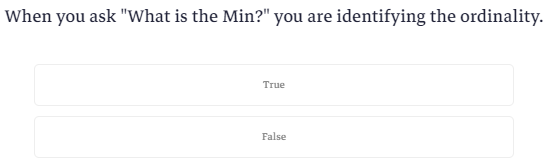 When you ask "What is the Min?" you are identifying the ordinality.
True
False